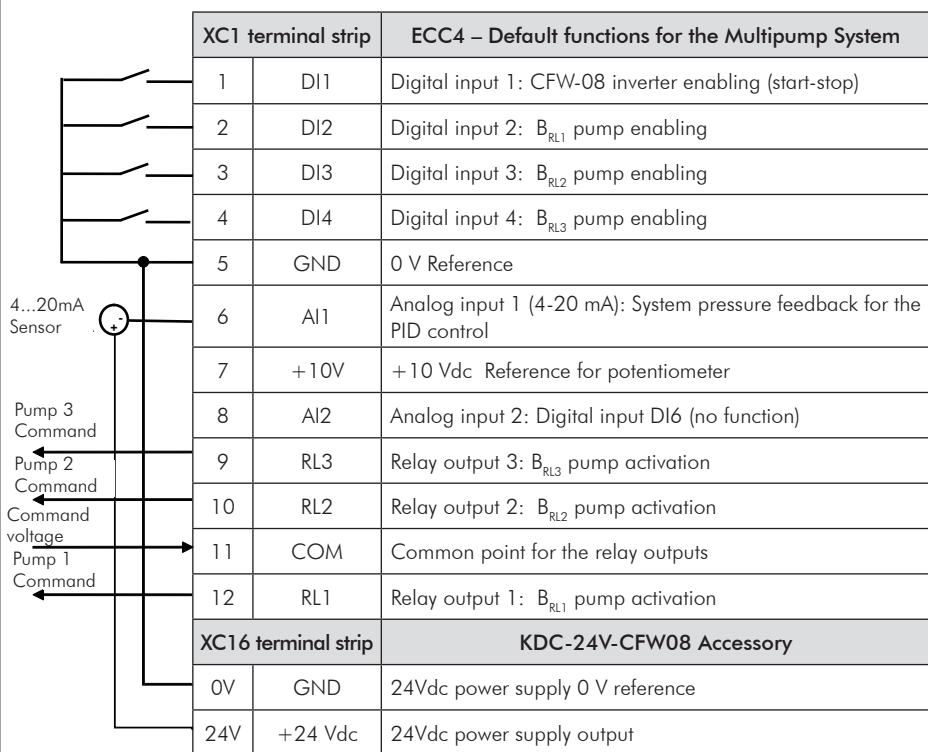 XC1 terminal strip ECC4 – Default functions for the Multipump System
1 DI1 Digital input 1: CFW-08 inverter enabling (start-stop)
2 DI2 Digital input 2: B_RL1 pump enabling
3 DI3 Digital input 3: B_RL2 pump enabling
4 DI4 Digital input 4: B_RL3 pump enabling
5 GND 0 V Reference
4...20mA
Sensor
- +
6 AI1 Analog input 1 (4-20 mA): System pressure feedback for the
PID control
7 +10V +10 Vdc Reference for potentiometer
8 AI2 Analog input 2: Digital input DI6 (no function)
Pump 3
Command
9 RL3 Relay output 3: B_RL3 pump activation
Pump 2
Command
10 RL2 Relay output 2: B_RL2 pump activation
Command
voltage
11 COM Common point for the relay outputs
Pump 1
Command
12 RL1 Relay output 1: B_RL1 pump activation
XC16 terminal strip KDC-24V-CFW08 Accessory
0V GND 24Vdc power supply 0 V reference
24V +24 Vdc 24Vdc power supply output